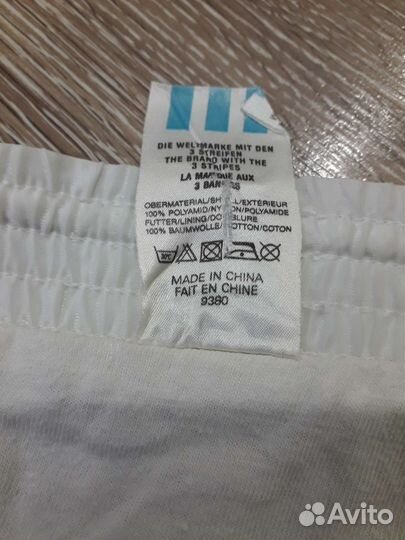 DIE WELTMARKE MIT DEN
3 STREIFEN
THE BRAND WITH THE
3 STRIPES
LA MARQUE AUX
3 BANDES
OBERMATERIAL/SHELL/EXTÉRIEUR
100% POLYAMID/NYLON/POLYAMIDE
FUTTER/LINING/DOUBLURE
100% BAUMWOLLE/COTTON/COTON
MADE IN CHINA
FAIT EN CHINE
9380
Avito